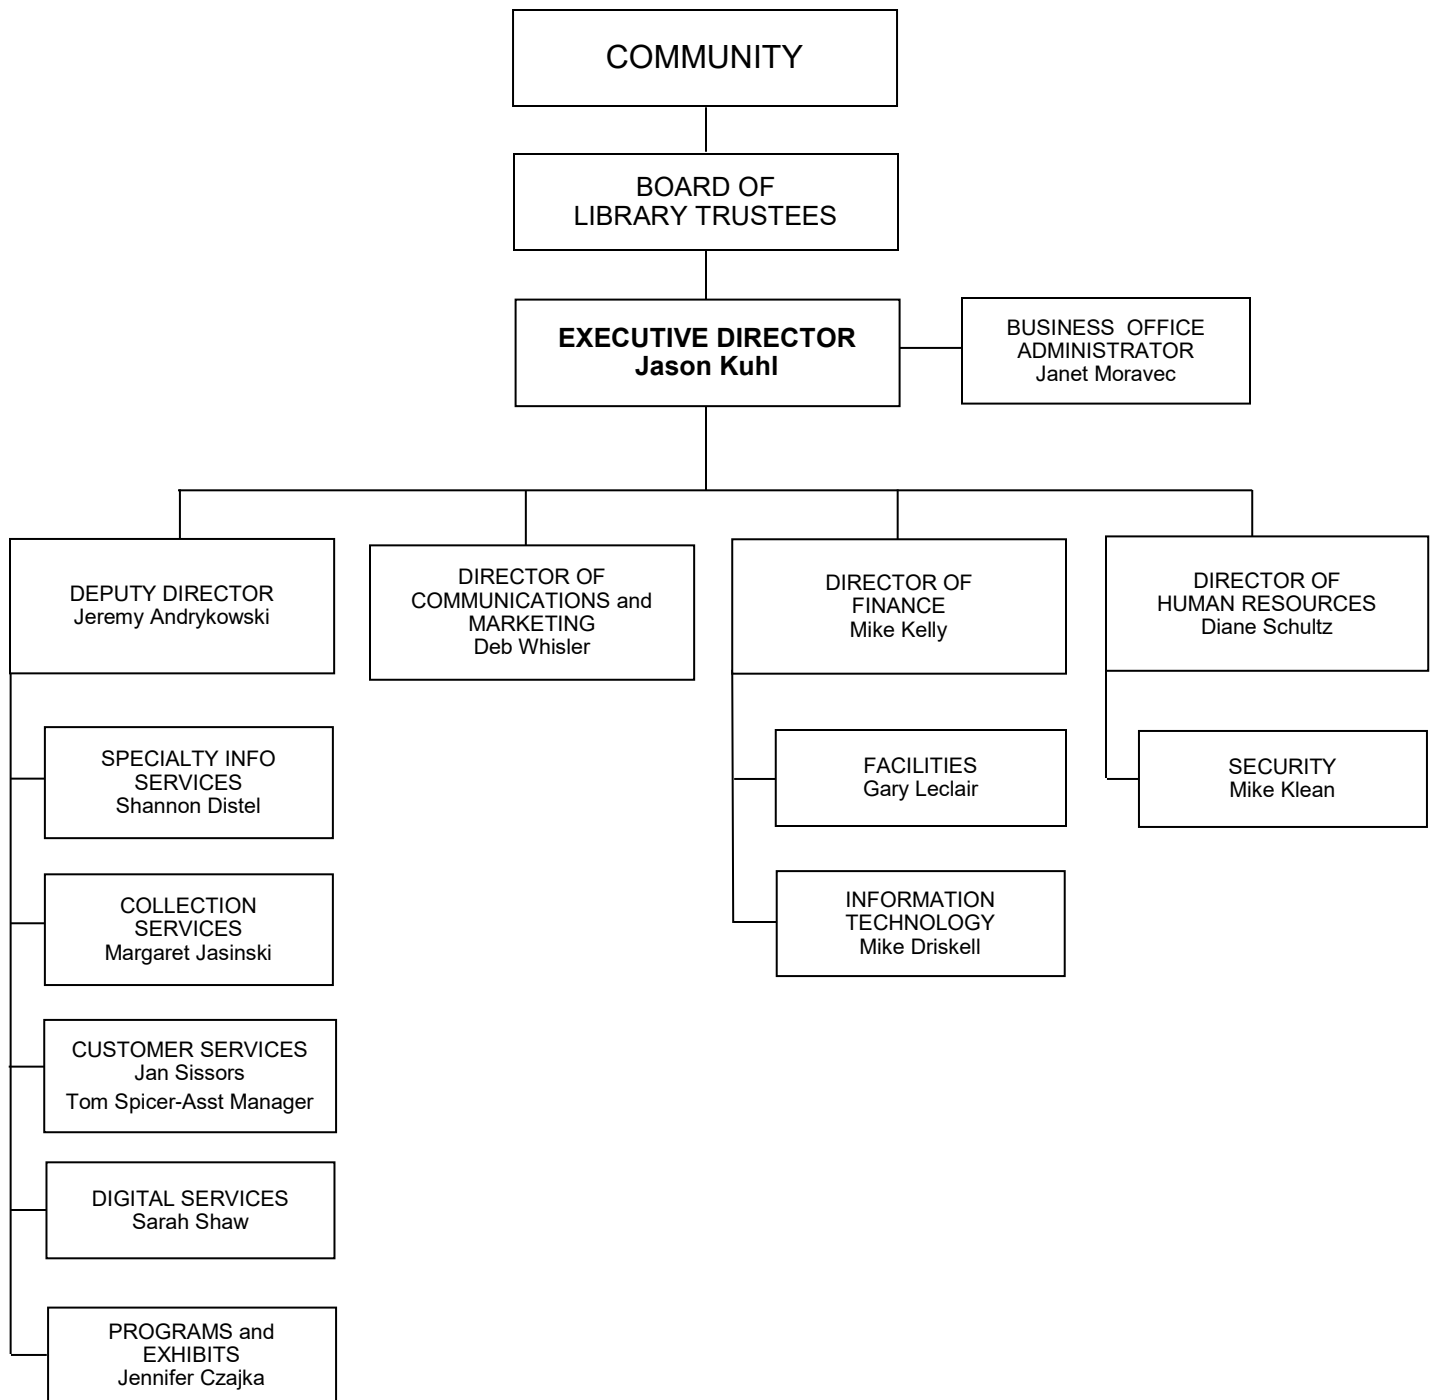 COMMUNITY
BOARD OF
LIBRARY TRUSTEES
EXECUTIVE DIRECTOR
Jason Kuhl
BUSINESS OFFICE
ADMINISTRATOR
Janet Moravec
DEPUTY DIRECTOR
Jeremy Andrykowski
DIRECTOR OF
COMMUNICATIONS and
MARKETING
Deb Whisler
DIRECTOR OF
FINANCE
Mike Kelly
DIRECTOR OF
HUMAN RESOURCES
Diane Schultz
SPECIALTY INFO
SERVICES
Shannon Distel
FACILITIES
Gary Leclair
SECURITY
Mike Klean
COLLECTION
SERVICES
Margaret Jasinski
INFORMATION
TECHNOLOGY
Mike Driskell
CUSTOMER SERVICES
Jan Sissors
Tom Spicer-Asst Manager
DIGITAL SERVICES
Sarah Shaw
PROGRAMS and
EXHIBITS
Jennifer Czajka